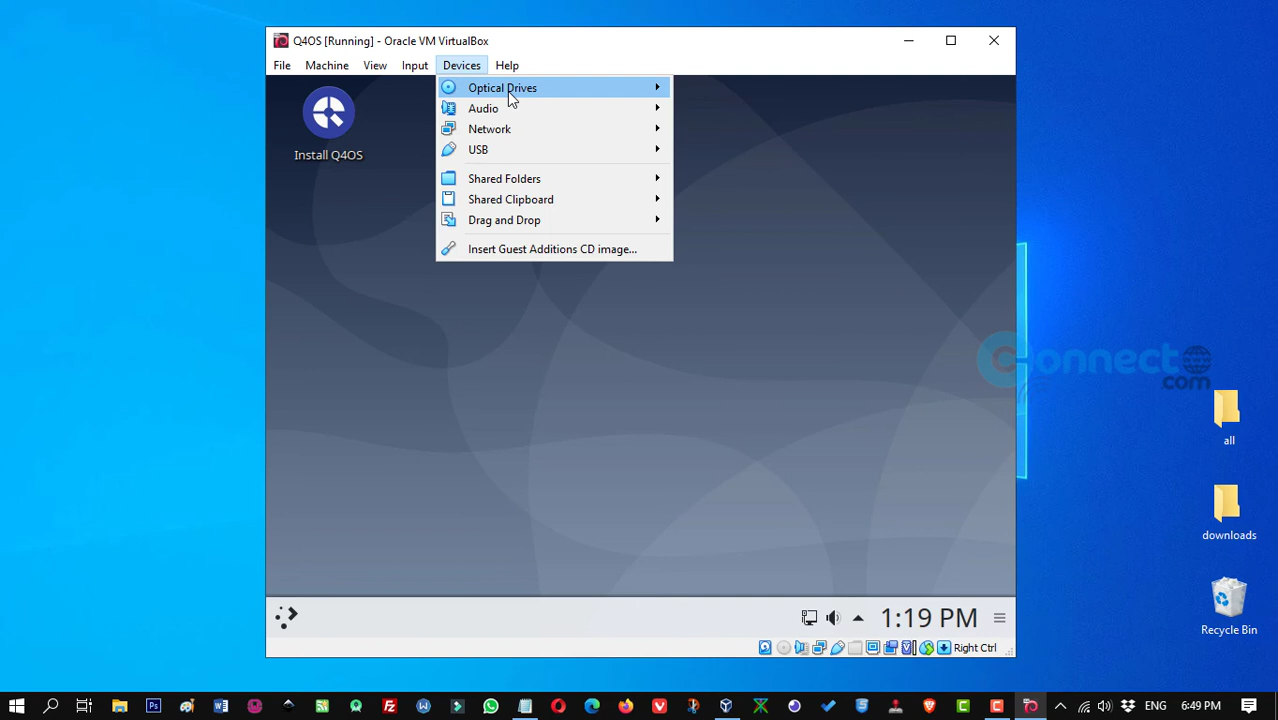 Q4OS [Running] - Oracle VM VirtualBox
File Machine View Input Devices Help
Optical Drives
Audio
Network
USB
Shared Folders
Shared Clipboard
Drag and Drop
Insert Guest Additions CD image...
Install Q4OS
Connect
.com
all
downloads
Recycle Bin
1:19 PM
Right Ctrl
ENG 6:49 PM